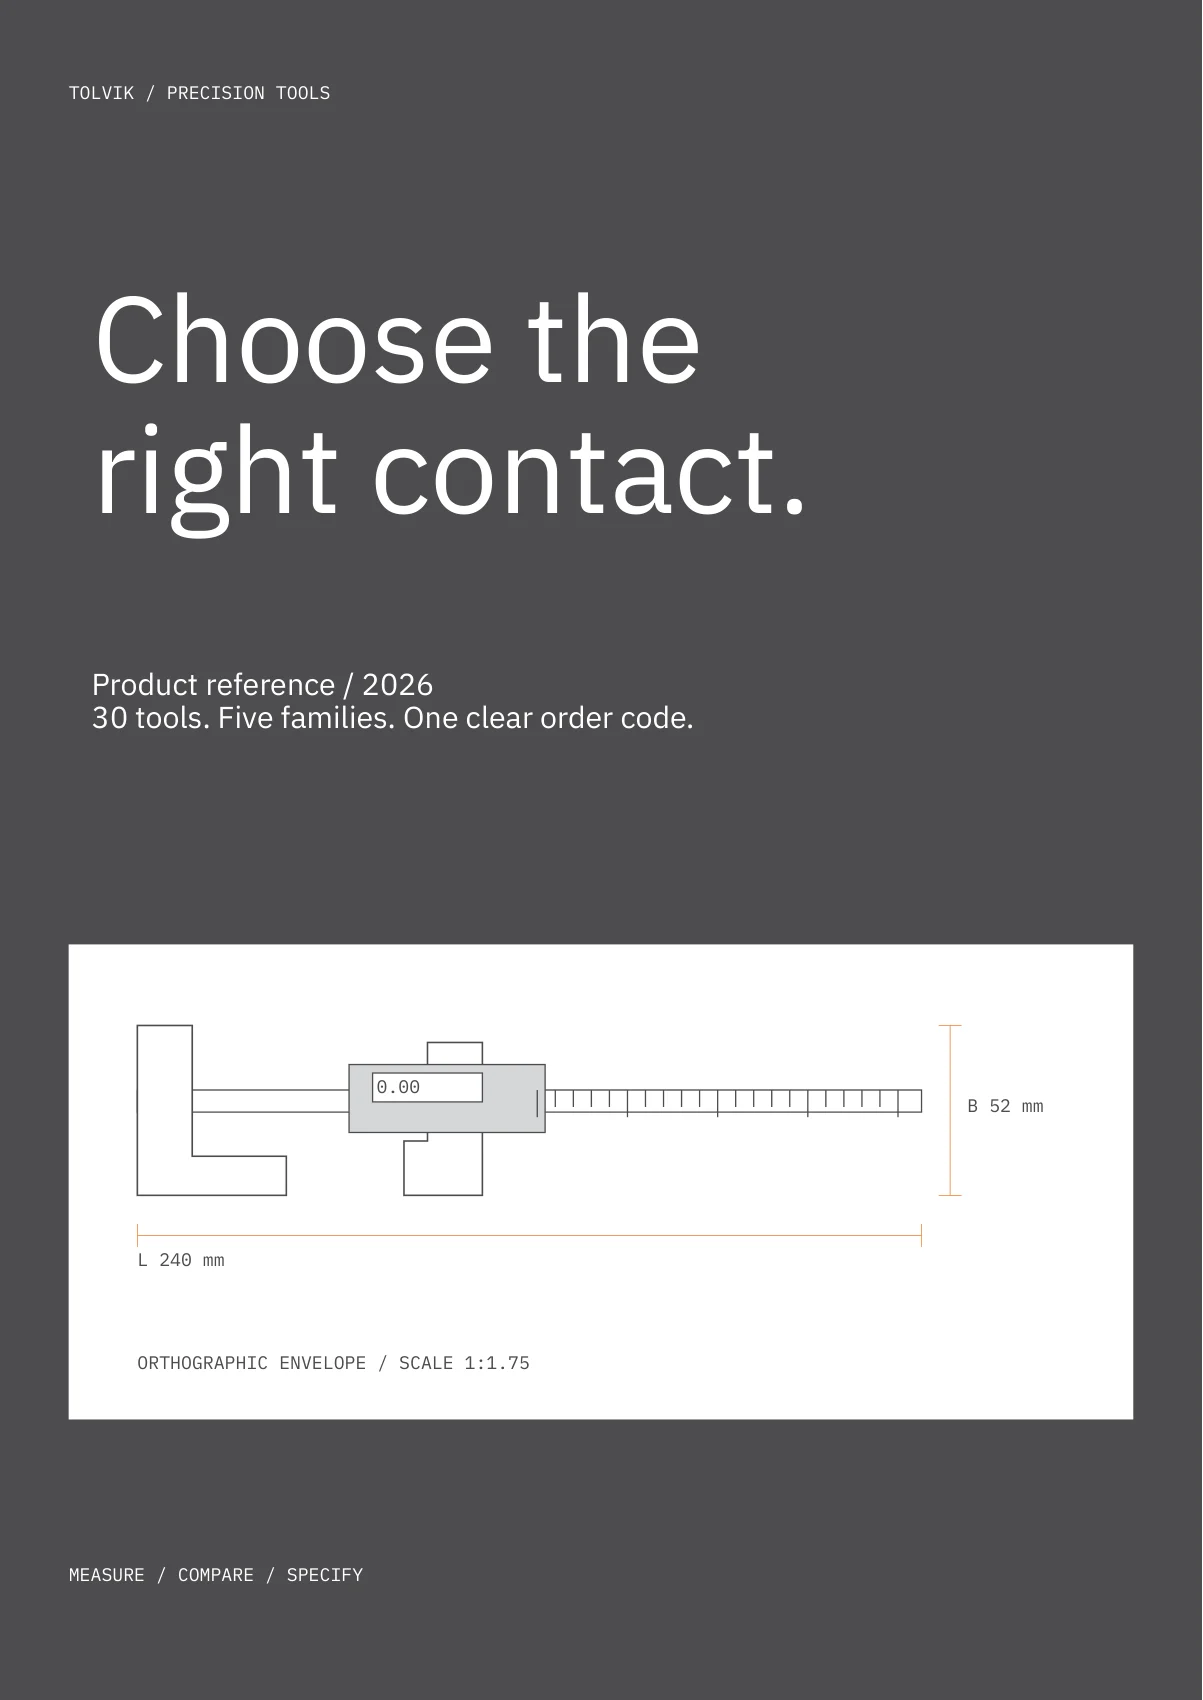 TOLVIK / PRECISION TOOLS
Choose the
right contact.
Product reference / 2026
30 tools. Five families. One clear order code.
0.00
B 52 mm
L 240 mm
ORTHOGRAPHIC ENVELOPE / SCALE 1:1.75
MEASURE / COMPARE / SPECIFY